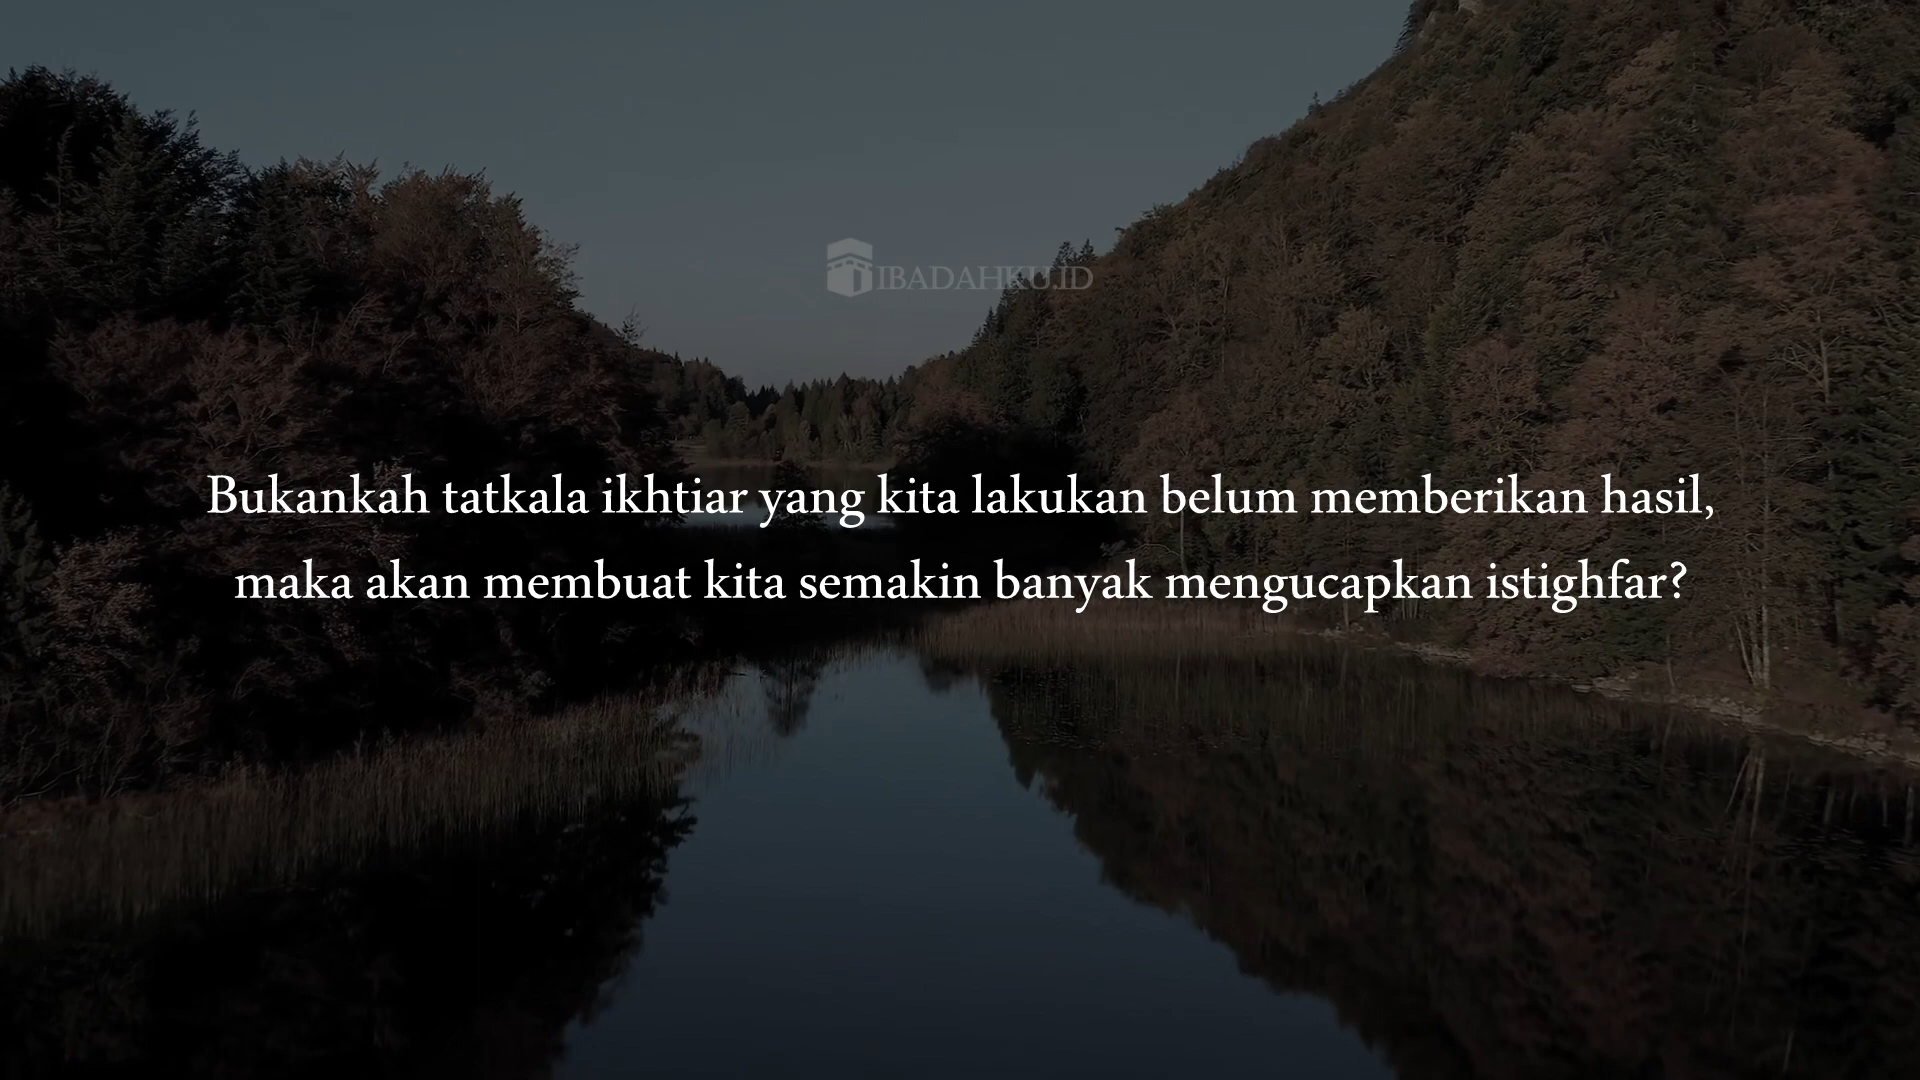 IBADAHKU.ID
Bukankah tatkala ikhtiar yang kita lakukan belum memberikan hasil,
maka akan membuat kita semakin banyak mengucapkan istighfar?